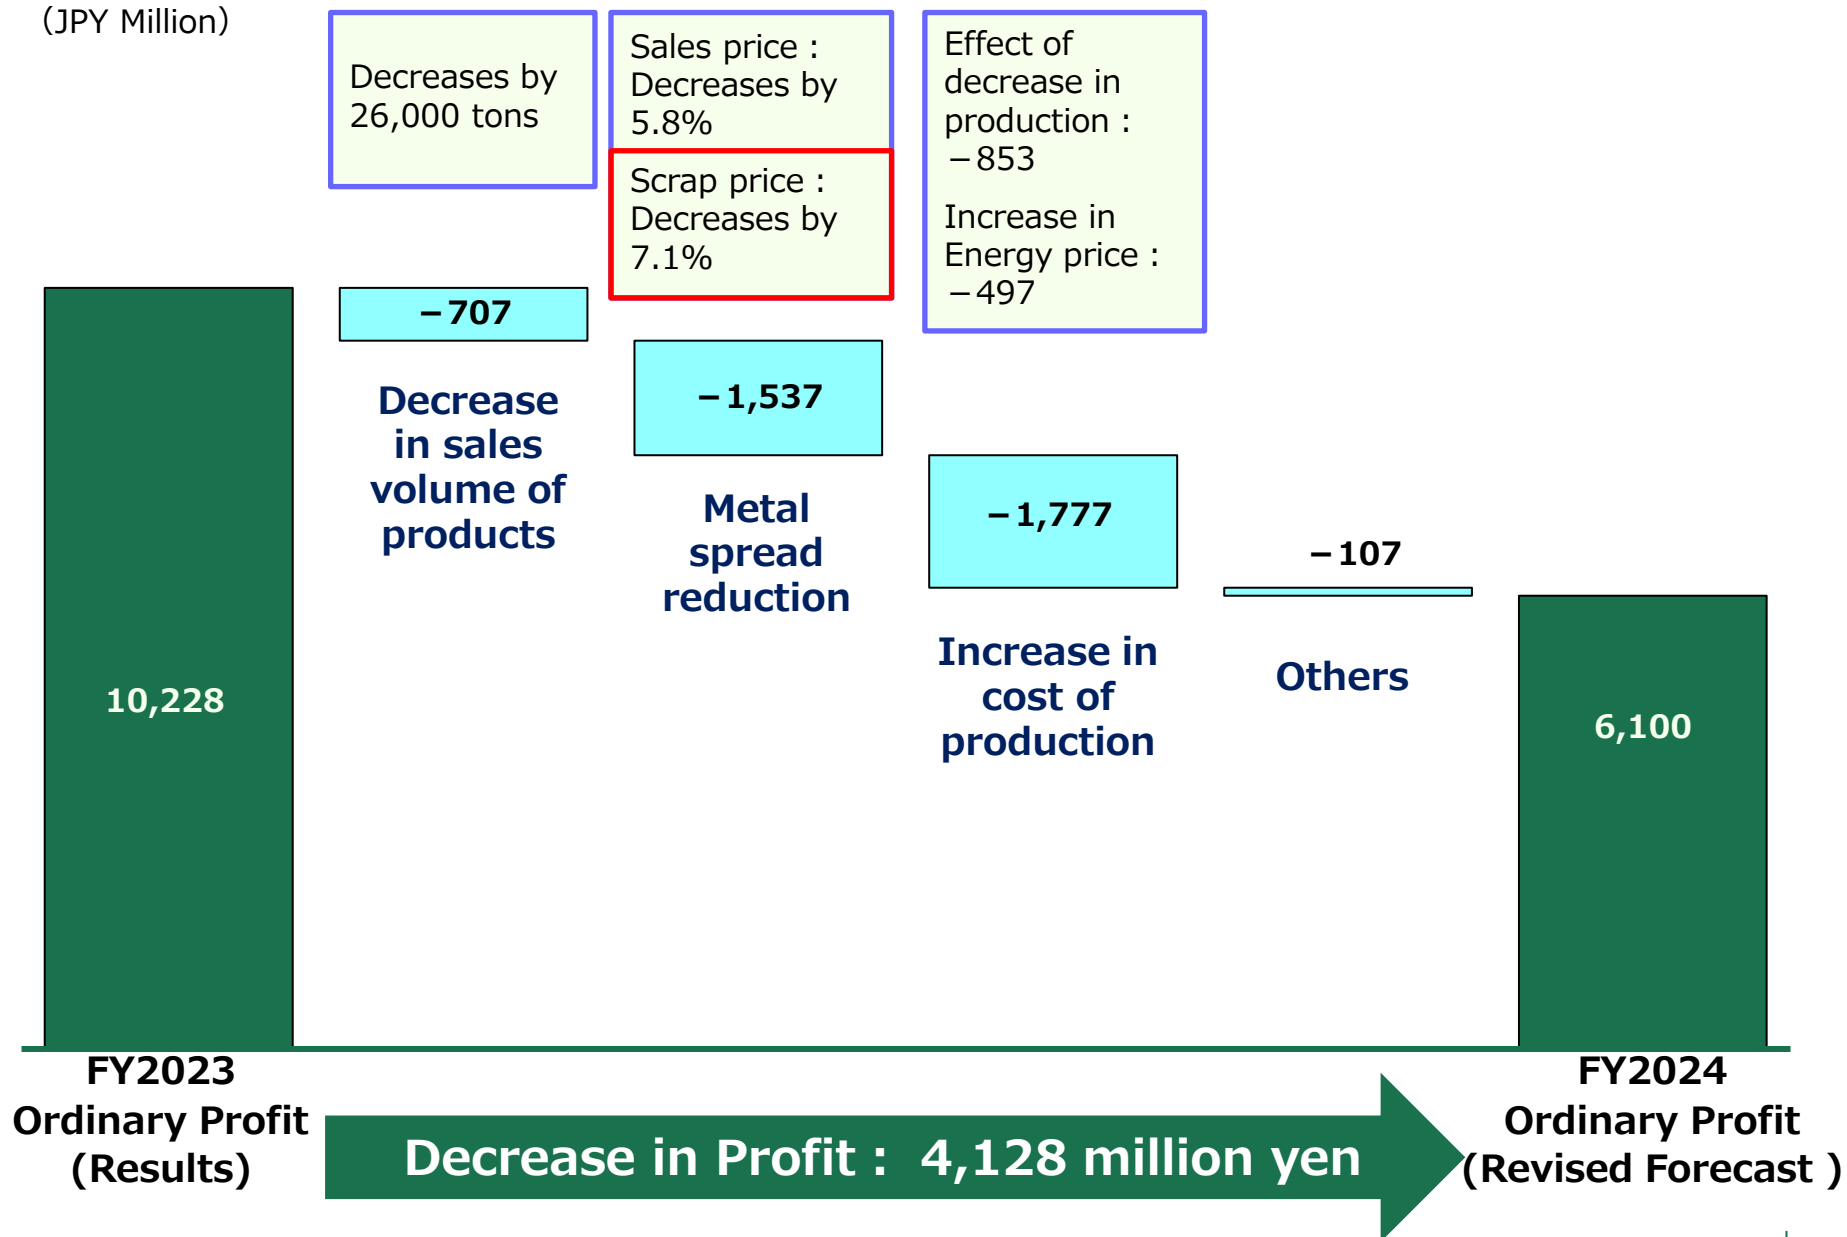 (JPY Million)
Decreases by
26,000 tons
Sales price :
Decreases by
5.8%
Scrap price :
Decreases by
7.1%
Effect of
decrease in
production :
−853
Increase in
Energy price :
−497
−707
Decrease
in sales
volume of
products
−1,537
Metal
spread
reduction
−1,777
Increase in
cost of
production
−107
Others
10,228
6,100
FY2023
Ordinary Profit
(Results)
Decrease in Profit : 4,128 million yen
FY2024
Ordinary Profit
(Revised Forecast )